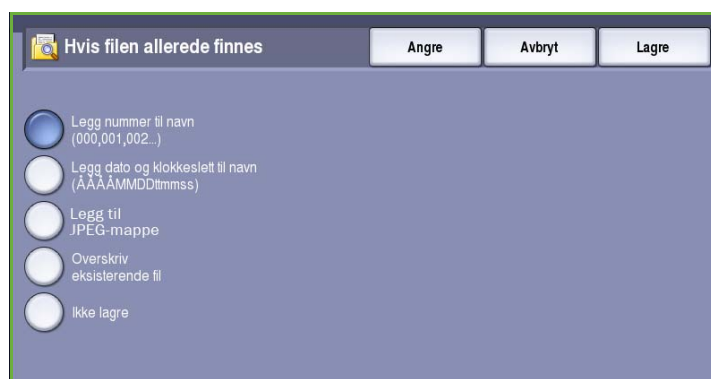 Hvis filen allerede finnes
Angre
Avbryt
Lagre
Legg nummer til navn
(000,001,002...)
Legg dato og klokkeslett til navn
(ÅÅÅÅMMDDttmmss)
Legg til
JPEG-mappe
Overskriv
eksisterende fil
Ikke lagre